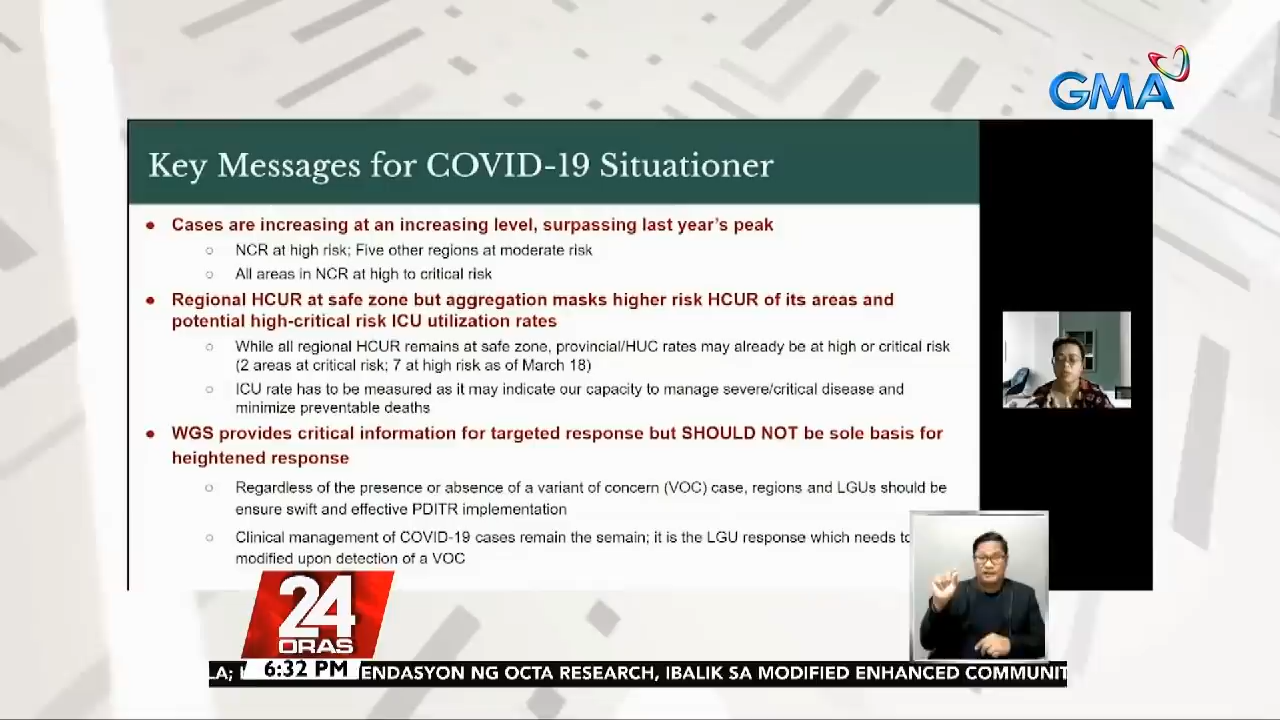 GMA
Key Messages for COVID-19 Situationer
● Cases are increasing at an increasing level, surpassing last year's peak
○ NCR at high risk; Five other regions at moderate risk
○ All areas in NCR at high to critical risk
● Regional HCUR at safe zone but aggregation masks higher risk HCUR of its areas and
potential high-critical risk ICU utilization rates
○ While all regional HCUR remains at safe zone, provincial/HUC rates may already be at high or critical risk
(2 areas at critical risk; 7 at high risk as of March 18)
○ ICU rate has to be measured as it may indicate our capacity to manage severe/critical disease and
minimize preventable deaths
● WGS provides critical information for targeted response but SHOULD NOT be sole basis for
heightened response
○ Regardless of the presence or absence of a variant of concern (VOC) case, regions and LGUs should be
ensure swift and effective PDITR implementation
○ Clinical management of COVID-19 cases remain the semain; it is the LGU response which needs to
modified upon detection of a VOC
24
ORAS
LA; 6:32 PM ENDASYON NG OCTA RESEARCH, IBALIK SA MODIFIED ENHANCED COMMUNIT